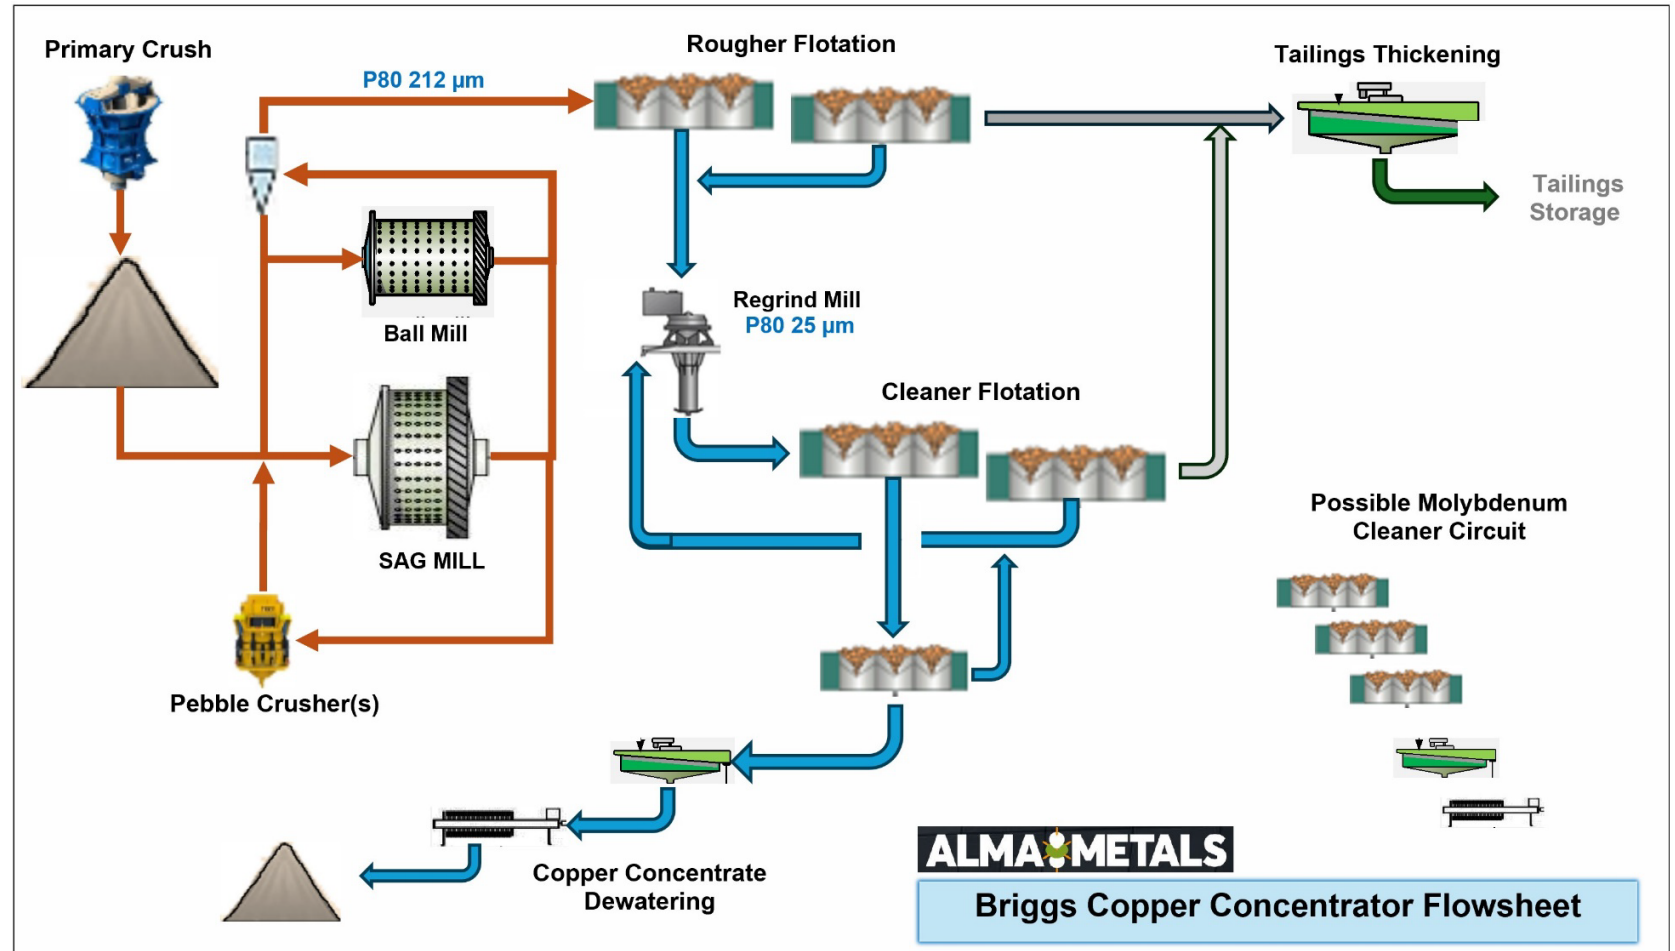 Primary Crush
Rougher Flotation
Tailings Thickening
P80 212 µm
Tailings
Storage
Regrind Mill
P80 25 µm
Ball Mill
Cleaner Flotation
Possible Molybdenum
Cleaner Circuit
SAG MILL
Pebble Crusher(s)
Copper Concentrate
Dewatering
ALMA METALS
Briggs Copper Concentrator Flowsheet